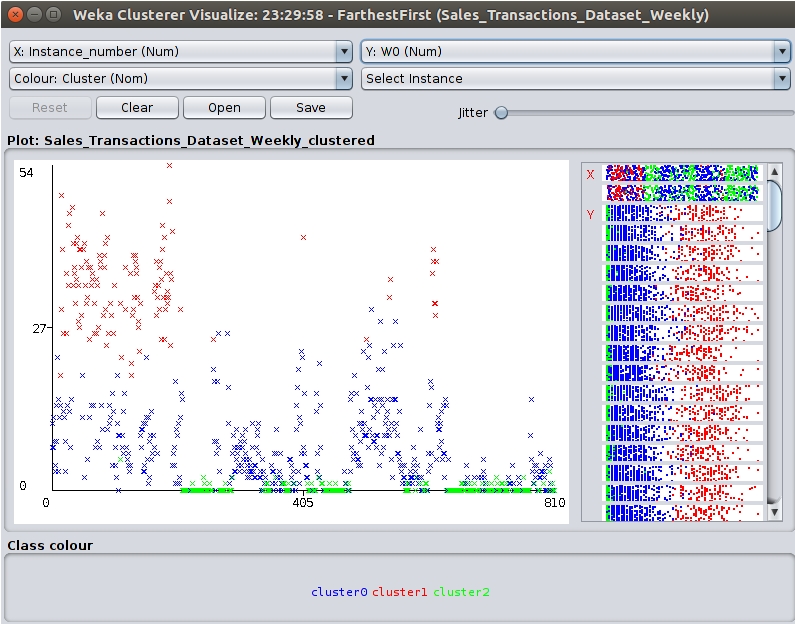 Weka Clusterer Visualize: 23:29:58 - FarthestFirst (Sales_Transactions_Dataset_Weekly)
X: Instance_number (Num) Y: W0 (Num)
Colour: Cluster (Nom) Select Instance
Reset Clear Open Save Jitter
Plot: Sales_Transactions_Dataset_Weekly_clustered
54
27
0
0 405 810
X
Y
Class colour
cluster0 cluster1 cluster2